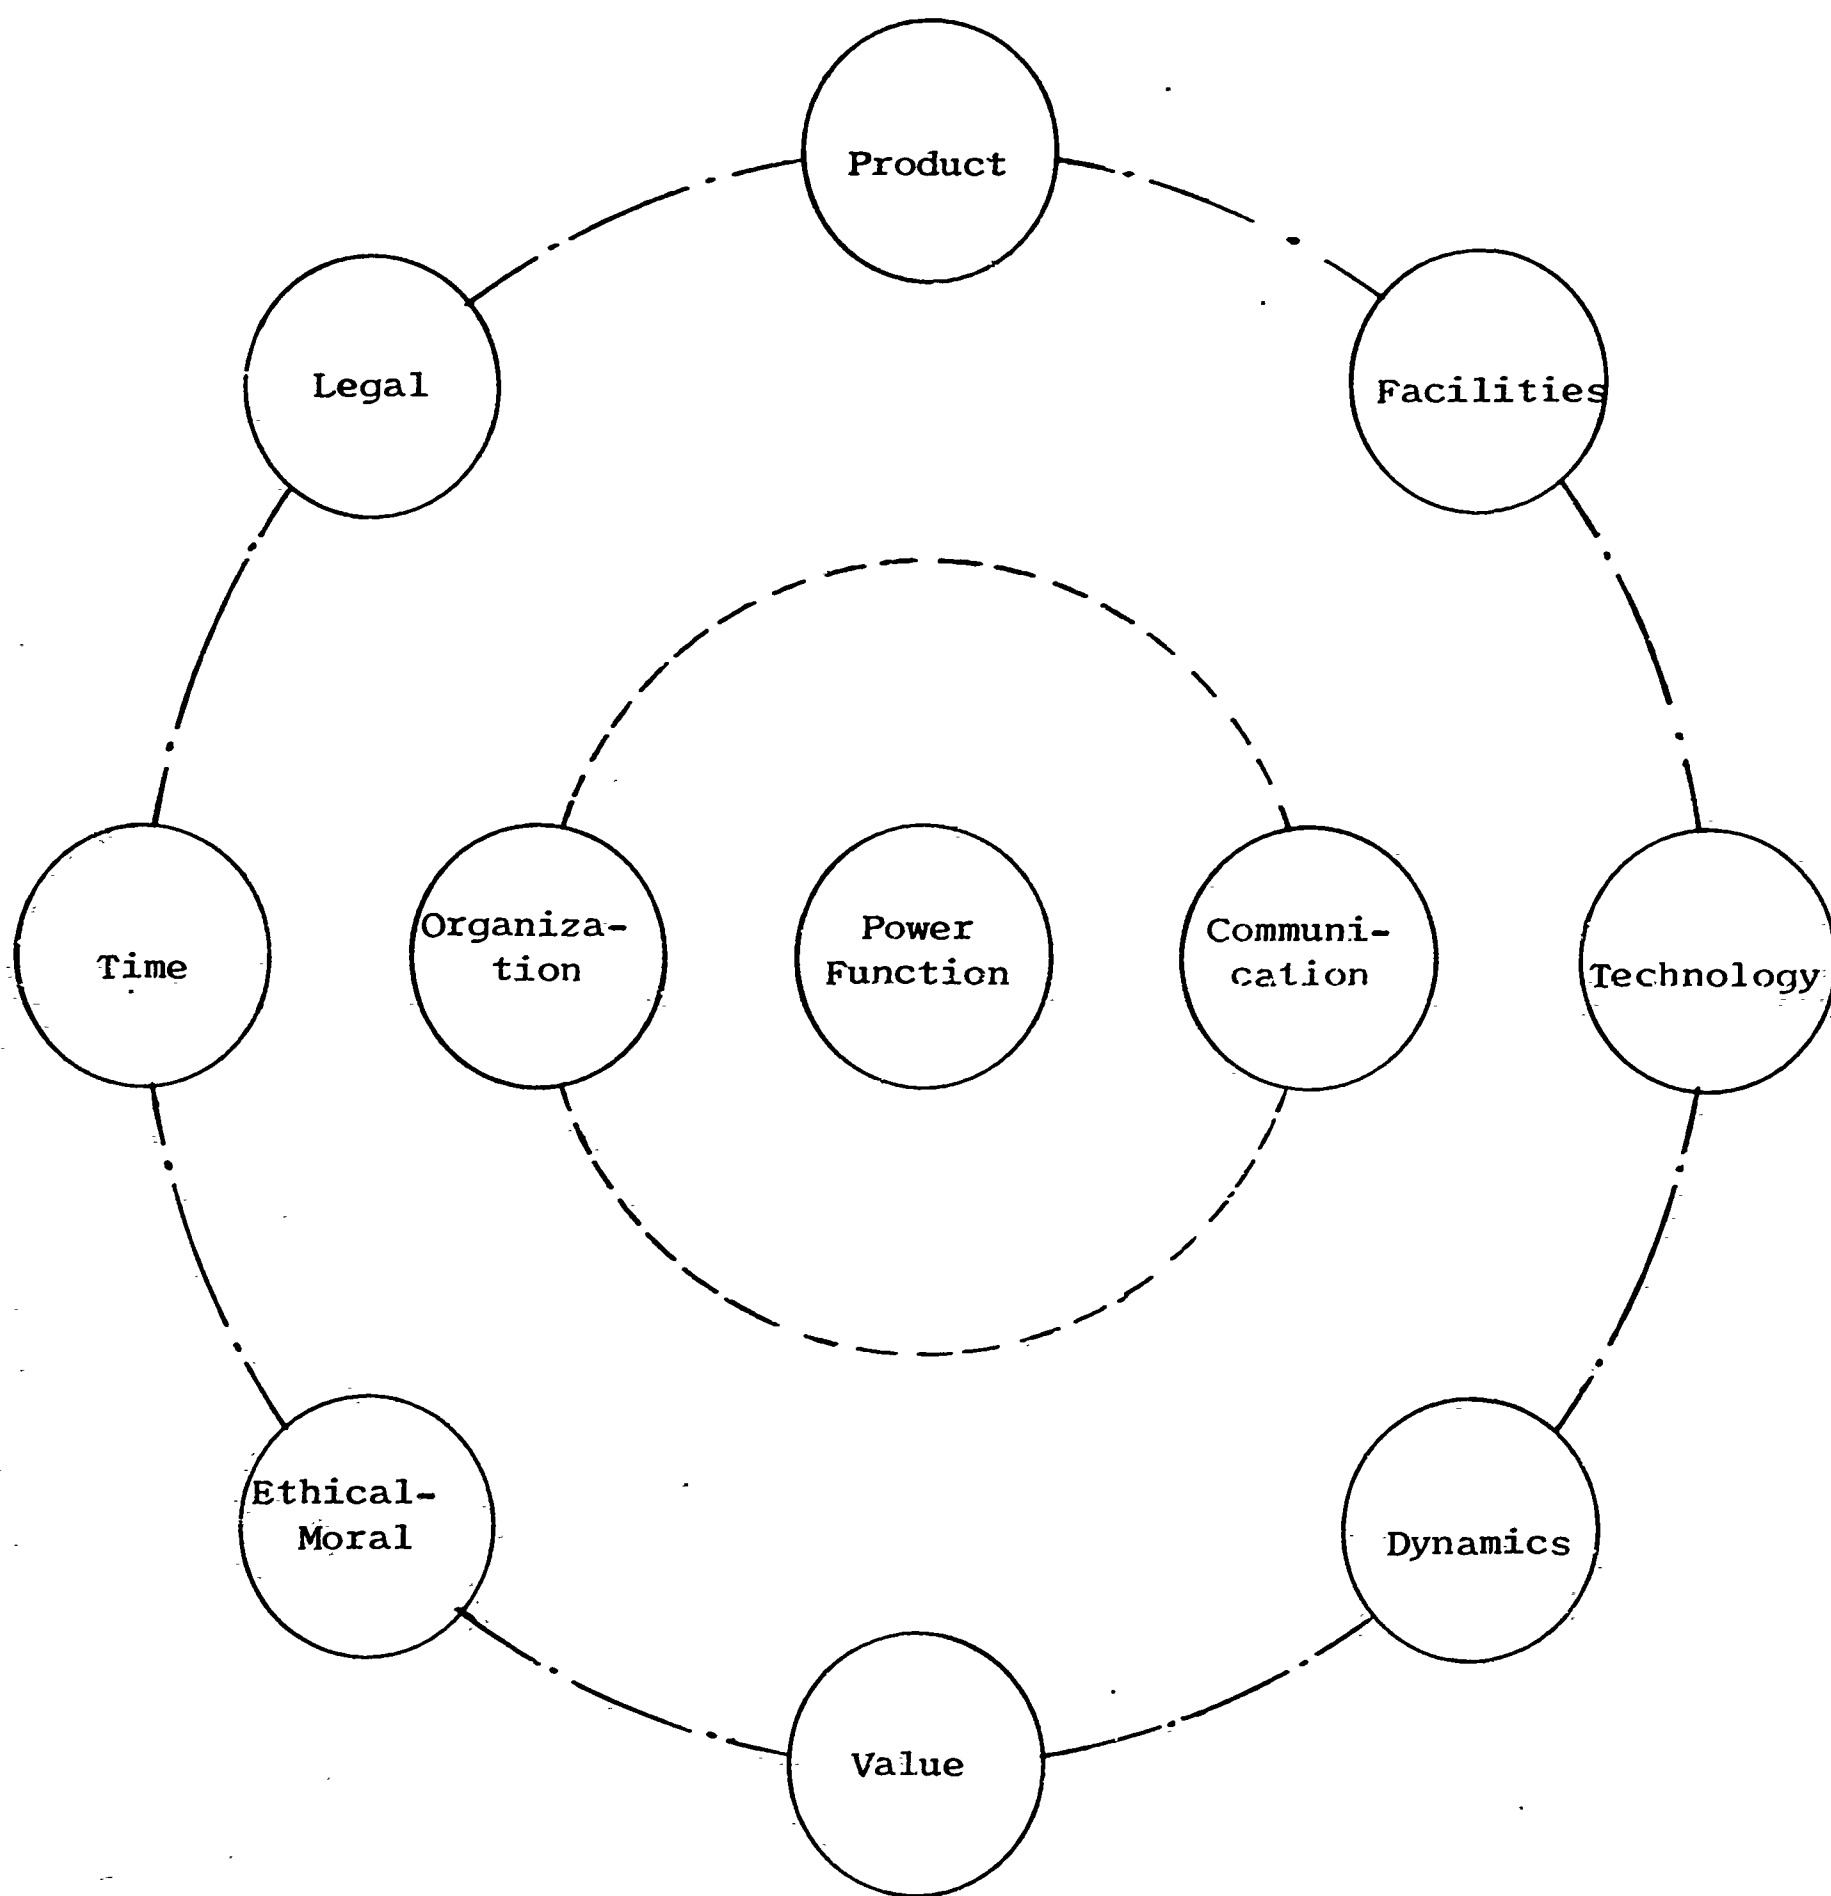 Product
Legal
Facilities
Organiza-
tion
Power
Function
Communi-
cation
Time
Technology
Ethical-
Moral
Dynamics
Value